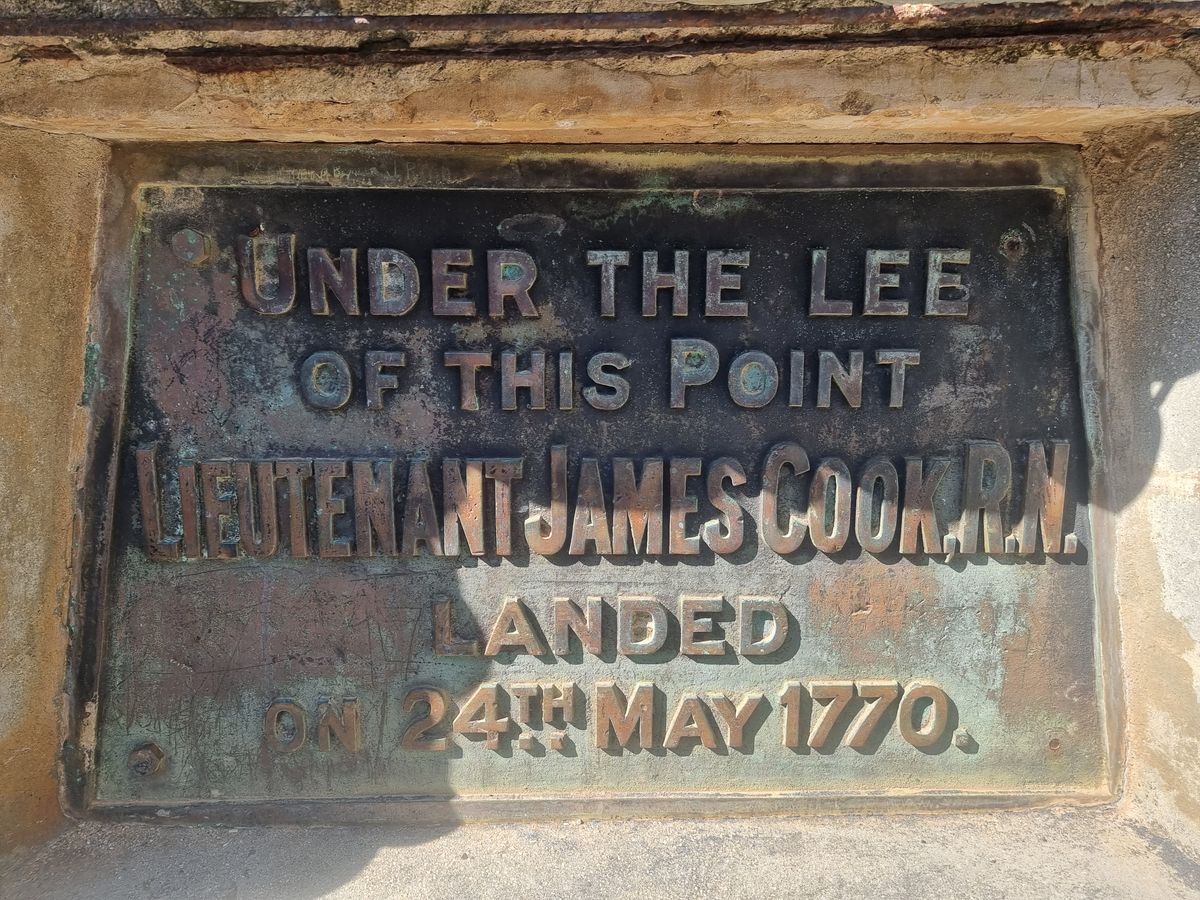 UNDER THE LEE
OF THIS POINT
LIEUTENANT JAMES COOK, R.N.
LANDED
ON 24TH MAY 1770.